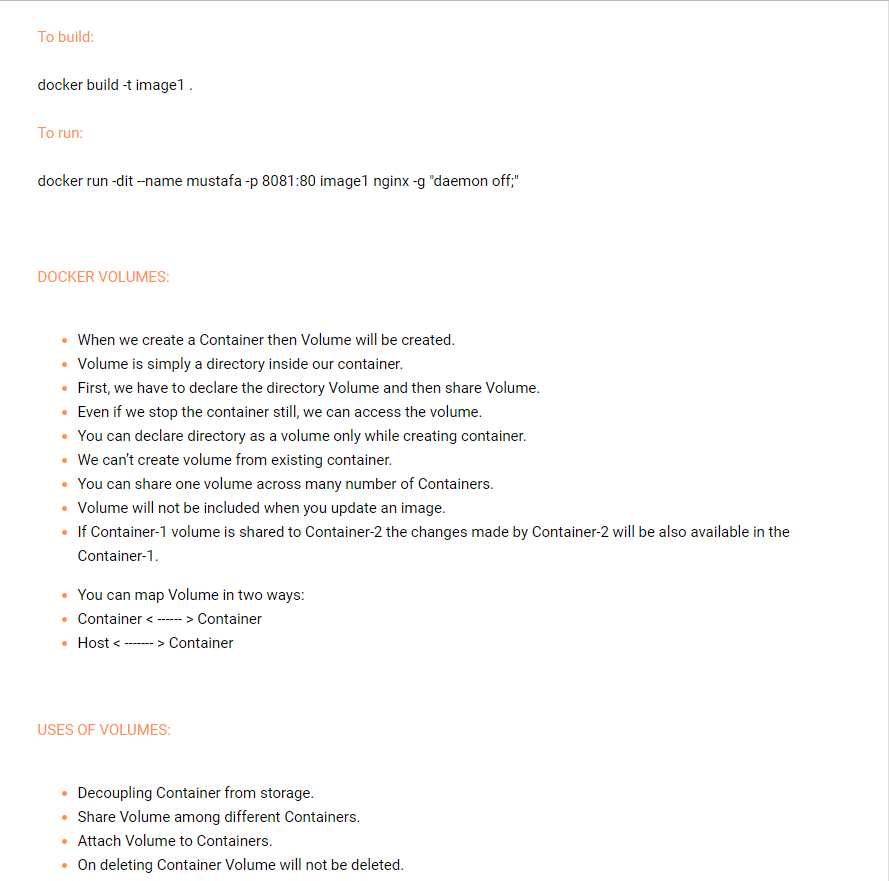 To build:
docker build -t image1 .
To run:
docker run -dit --name mustafa -p 8081:80 image1 nginx -g "daemon off;"
DOCKER VOLUMES:
• When we create a Container then Volume will be created.
• Volume is simply a directory inside our container.
• First, we have to declare the directory Volume and then share Volume.
• Even if we stop the container still, we can access the volume.
• You can declare directory as a volume only while creating container.
• We can't create volume from existing container.
• You can share one volume across many number of Containers.
• Volume will not be included when you update an image.
• If Container-1 volume is shared to Container-2 the changes made by Container-2 will be also available in the
Container-1.
• You can map Volume in two ways:
• Container < ------ > Container
• Host < ------- > Container
USES OF VOLUMES:
• Decoupling Container from storage.
• Share Volume among different Containers.
• Attach Volume to Containers.
• On deleting Container Volume will not be deleted.